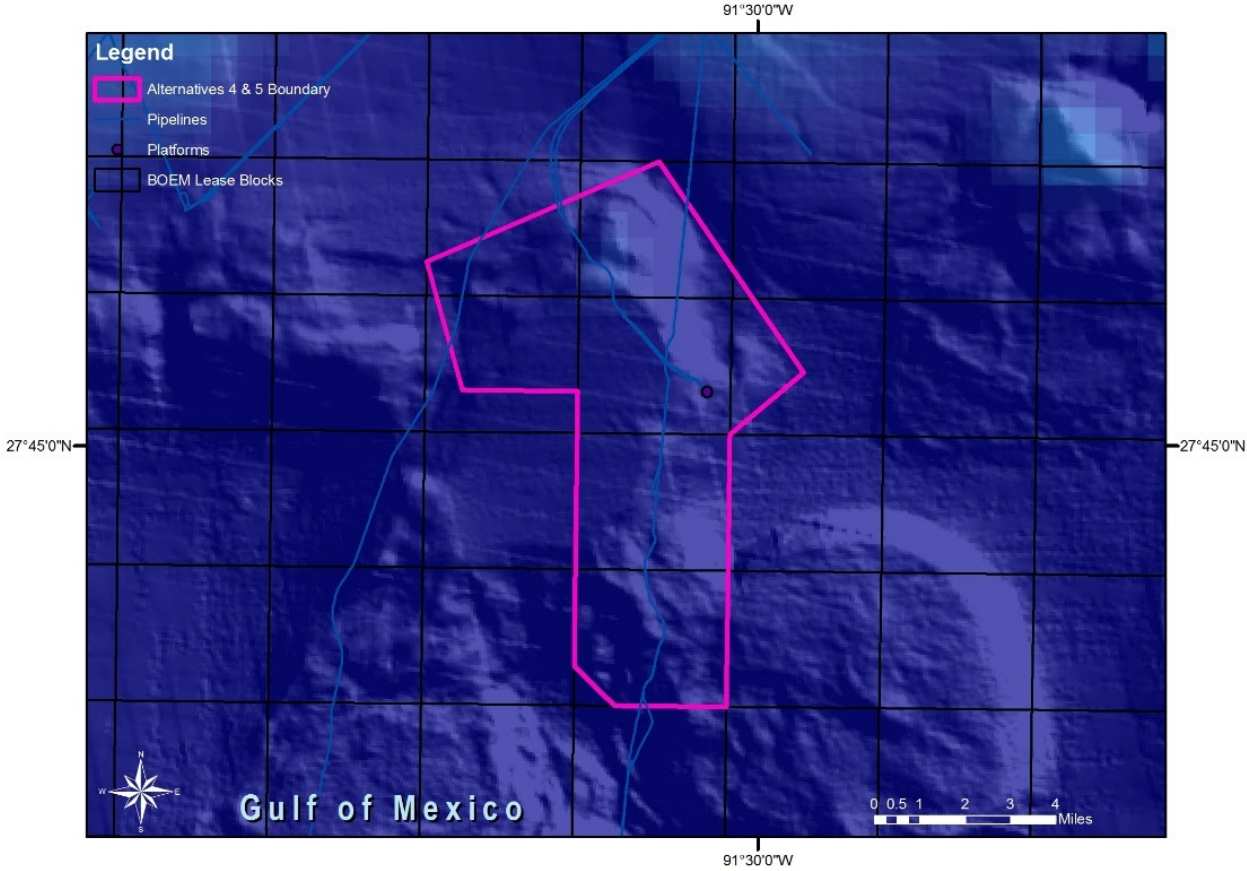 91°30'0"W
Legend
Alternatives 4 & 5 Boundary
Pipelines
Platforms
BOEM Lease Blocks
27°45'0"N
27°45'0"N
N
W
E
S
Gulf of Mexico
0 0.5 1 2 3 4
Miles
91°30'0"W